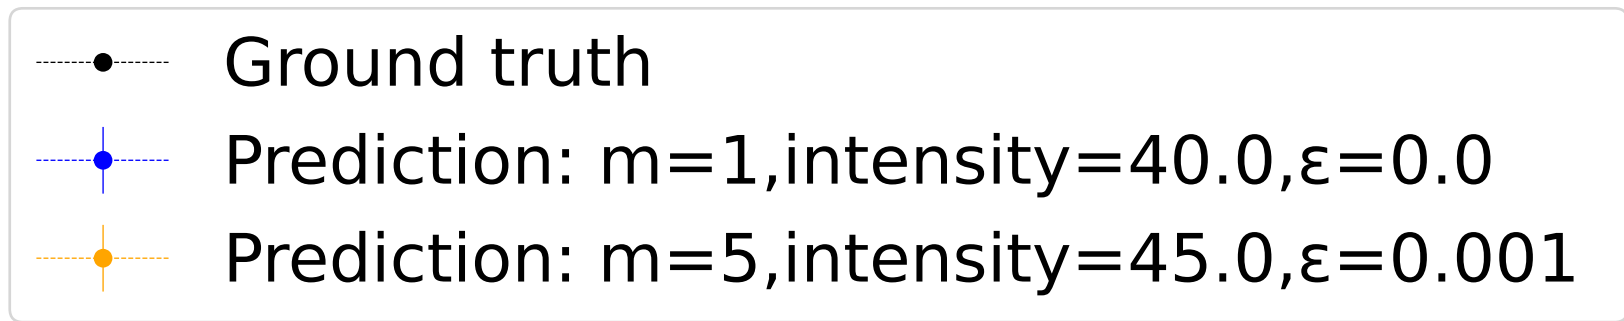 Ground truth
Prediction: m=1,intensity=40.0,ε=0.0
Prediction: m=5,intensity=45.0,ε=0.001